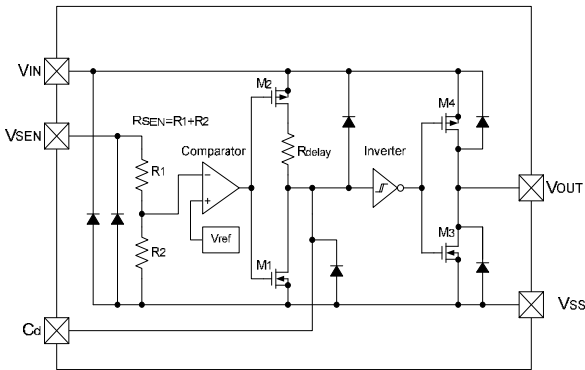 VIN
M2
M4
RSEN=R1+R2
VSEN
Comparator
Rdelay
Inverter
R1
−
+
VOUT
Vref
R2
M1
M3
VSS
Cd